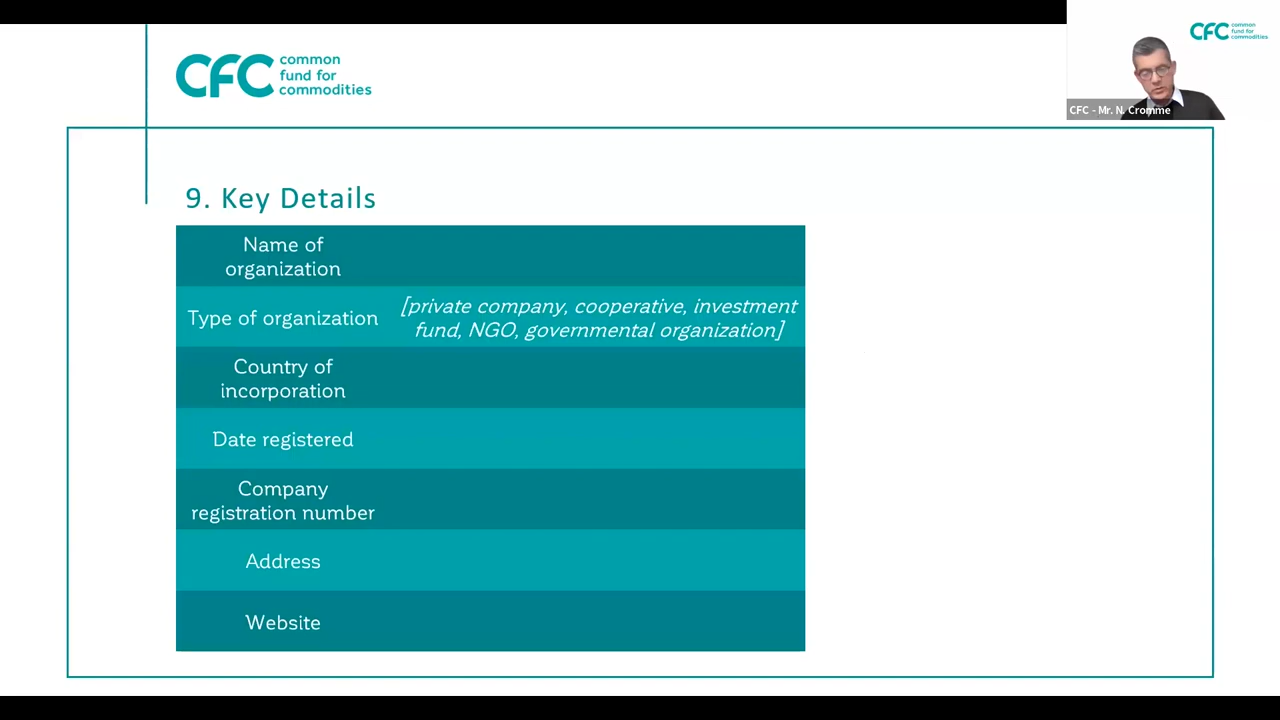 CFC common
fund for
commodities
CFC common
fund for
commodities
CFC - Mr. N. Cromme
9. Key Details
Name of
organization
Type of organization
[private company, cooperative, investment
fund, NGO, governmental organization]
Country of
incorporation
Date registered
Company
registration number
Address
Website